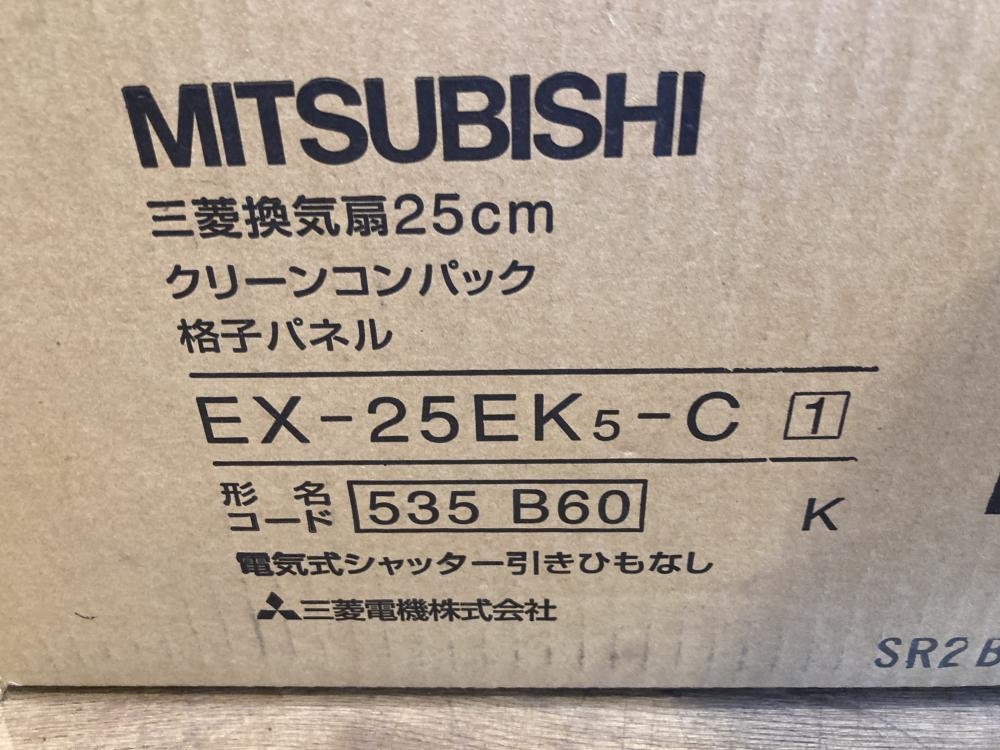 MITSUBISHI
三菱換気扇25cm
クリーンコンパック
格子パネル
EX-25EK5-C 1
形名コード 535 B60 K
電気式シャッター引きひもなし
三菱電機株式会社
SR2B